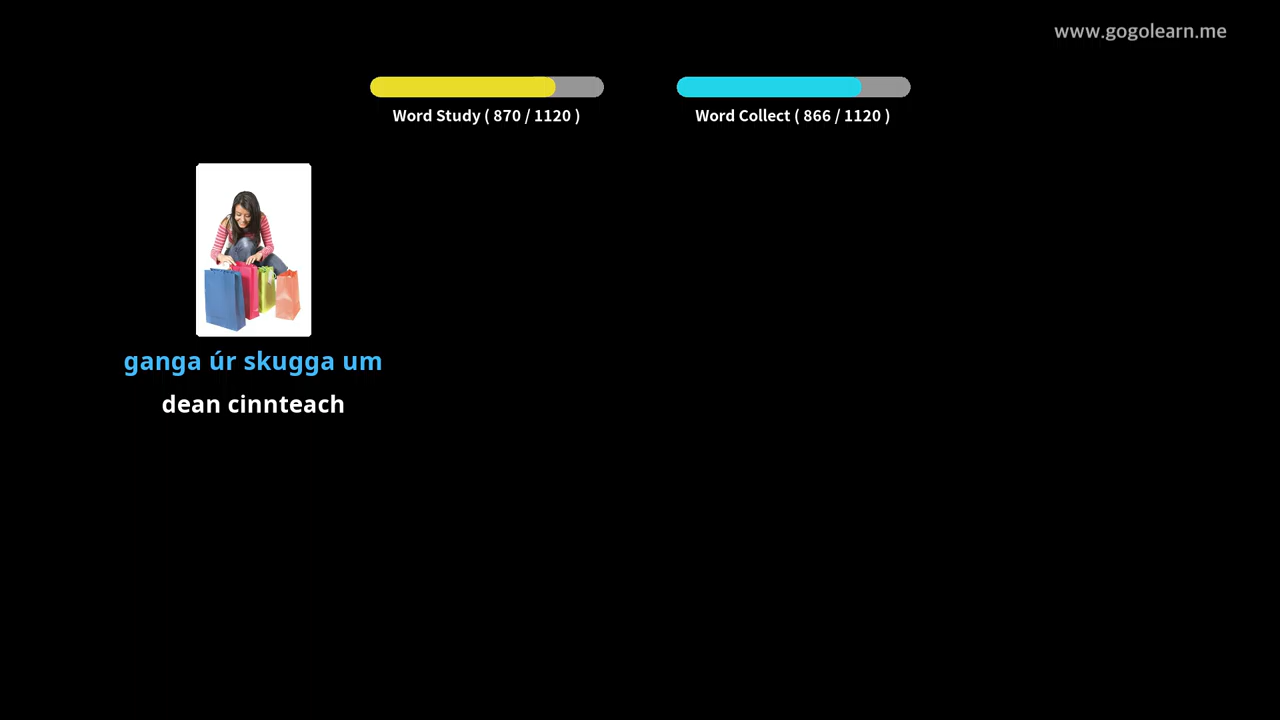 www.gogolearn.me
Word Study ( 870 / 1120 )
Word Collect ( 866 / 1120 )
ganga úr skugga um
dean cinnteach